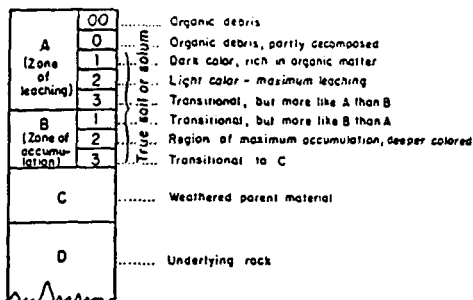 A
(Zone of
leaching)
B
(Zone of
accumu-
lation)
C
D
00
0
1
2
3
1
2
3
True soil or solum
Organic debris
Organic debris, partly decomposed
Dark color, rich in organic matter
Light color - maximum leaching
Transitional, but more like A than B
Transitional, but more like B than A
Region of maximum accumulation, deeper colored
Transitional to C
Weathered parent material
Underlying rock